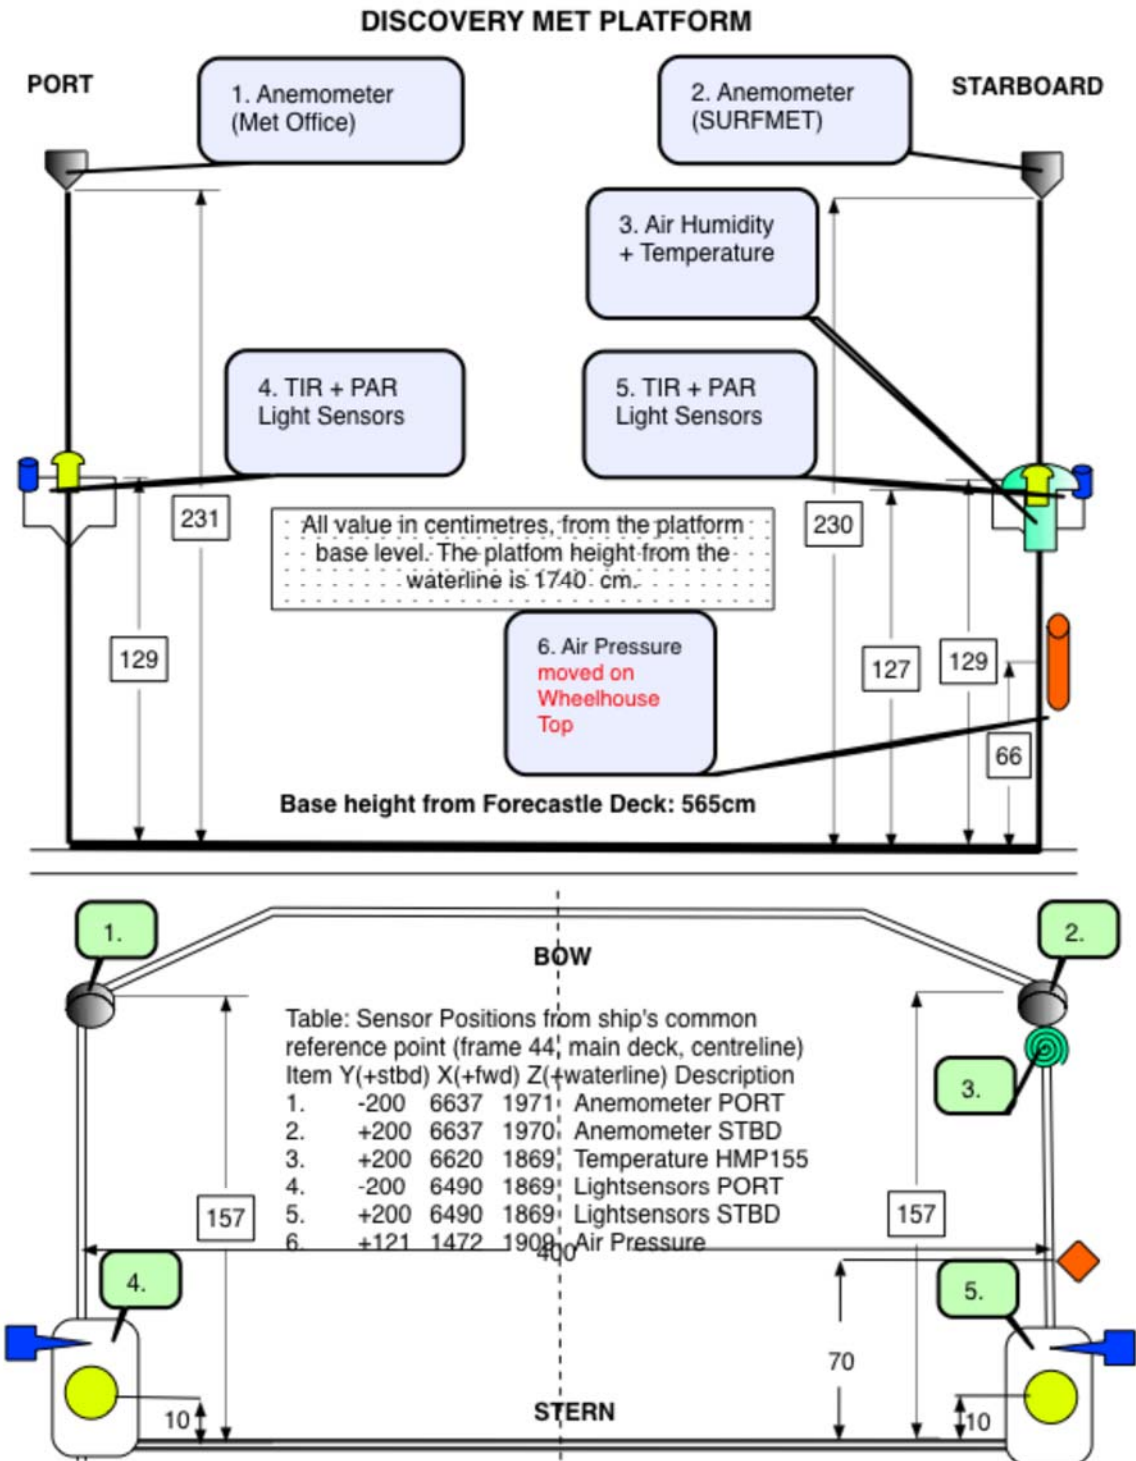 DISCOVERY MET PLATFORM
PORT
1. Anemometer
(Met Office)
2. Anemometer
(SURFMET)
STARBOARD
3. Air Humidity
+ Temperature
4. TIR + PAR
Light Sensors
5. TIR + PAR
Light Sensors
231
230
All value in centimetres, from the platform
base level. The platfom height from the
waterline is 1740 cm.
129
6. Air Pressure
moved on
Wheelhouse
Top
127
129
66
Base height from Forecastle Deck: 565cm
1.
2.
BOW
Table: Sensor Positions from ship's common
reference point (frame 44, main deck, centreline)
Item Y(+stbd) X(+fwd) Z(+waterline) Description
1. -200 6637 1971 Anemometer PORT
2. +200 6637 1970 Anemometer STBD
3. +200 6620 1869 Temperature HMP155
4. -200 6490 1869 Lightsensors PORT
5. +200 6490 1869 Lightsensors STBD
6. +121 1472 1909 Air Pressure
3.
157
157
400
4.
5.
70
10
STERN
10